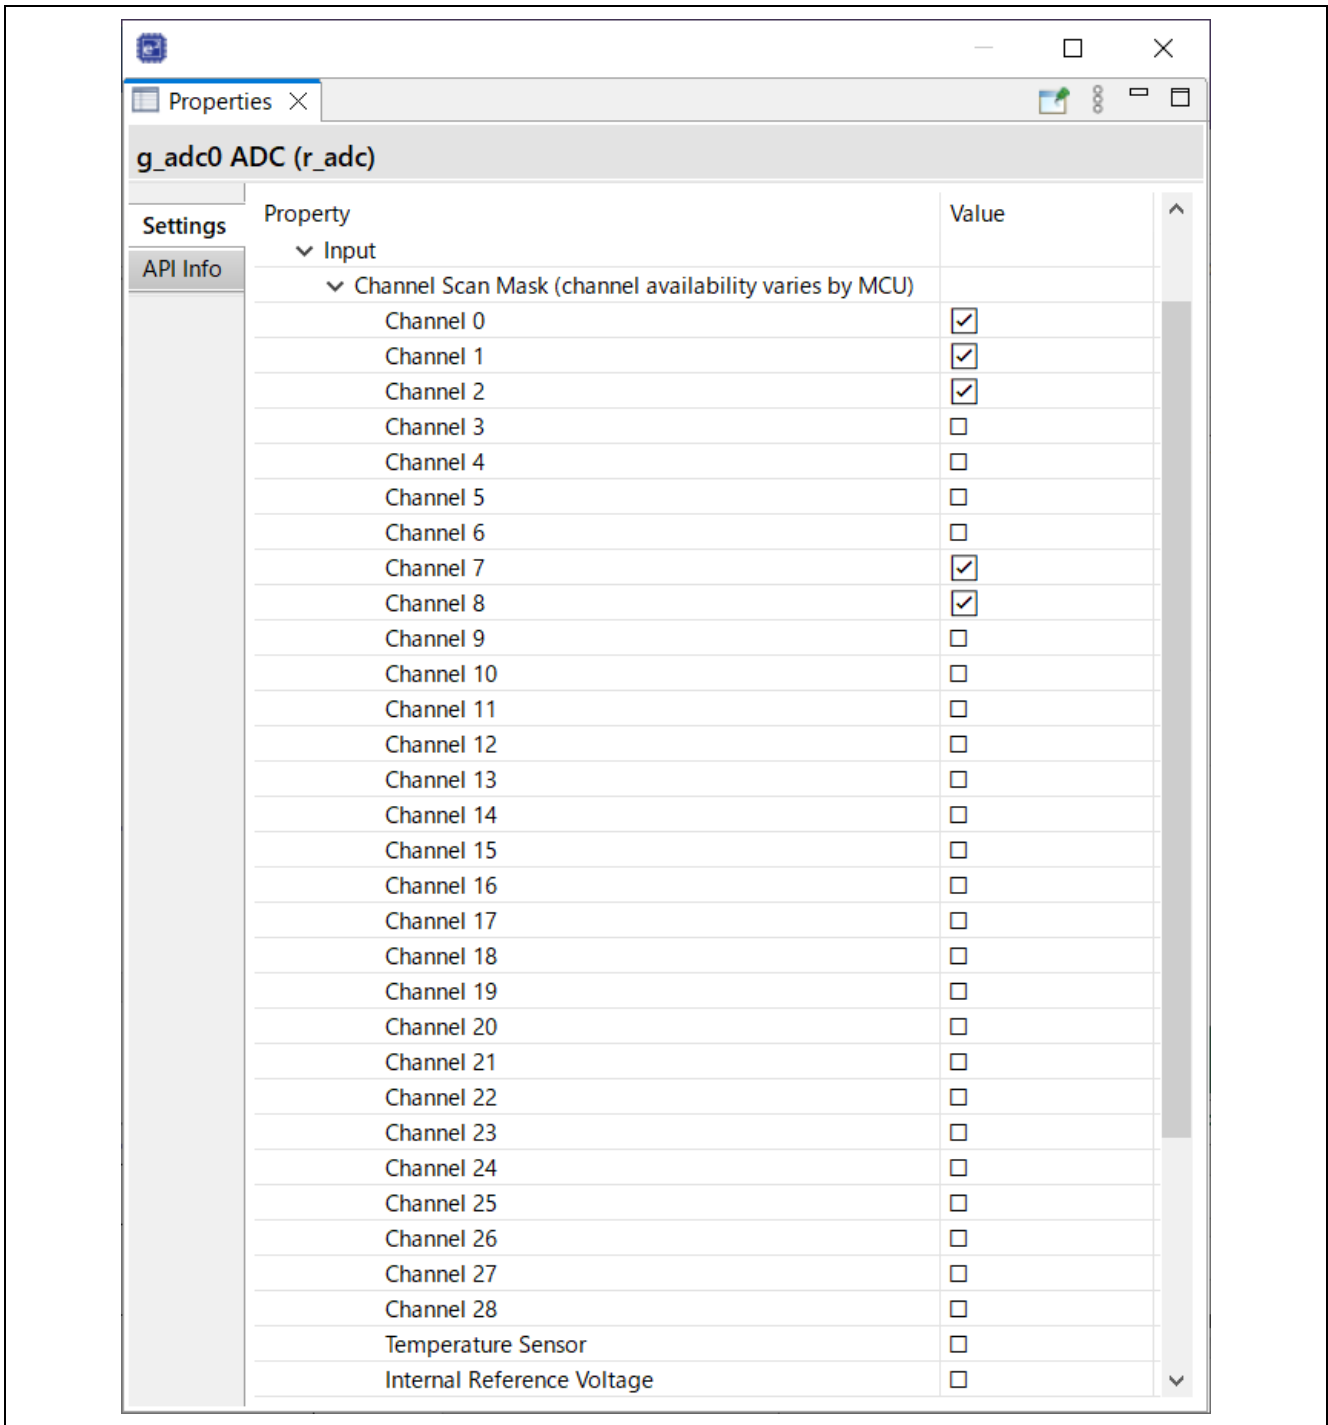 Properties
g_adc0 ADC (r_adc)
Settings
API Info
Property Value
Input
Channel Scan Mask (channel availability varies by MCU)
Channel 0
Channel 1
Channel 2
Channel 3
Channel 4
Channel 5
Channel 6
Channel 7
Channel 8
Channel 9
Channel 10
Channel 11
Channel 12
Channel 13
Channel 14
Channel 15
Channel 16
Channel 17
Channel 18
Channel 19
Channel 20
Channel 21
Channel 22
Channel 23
Channel 24
Channel 25
Channel 26
Channel 27
Channel 28
Temperature Sensor
Internal Reference Voltage